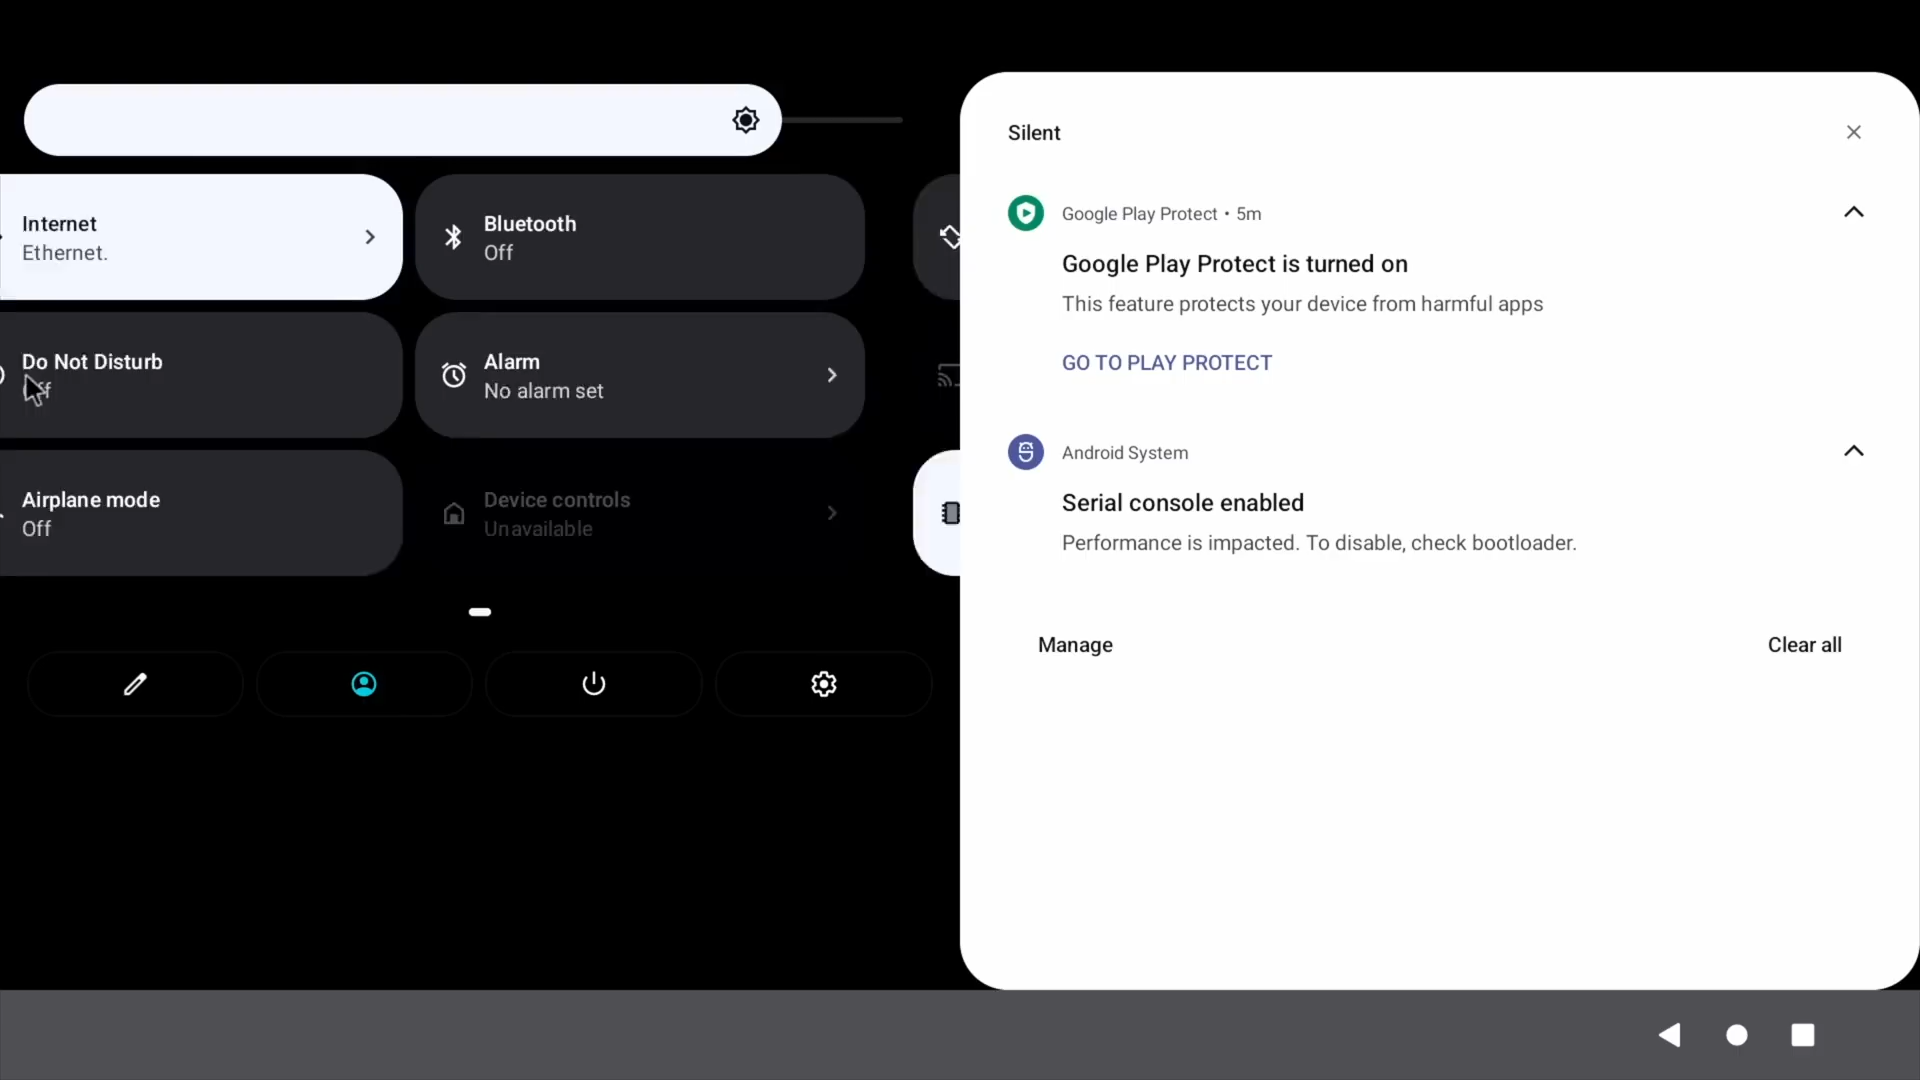 Internet
Ethernet.
Bluetooth
Off
Do Not Disturb
Off
Alarm
No alarm set
Airplane mode
Off
Device controls
Unavailable
Silent
Google Play Protect • 5m
Google Play Protect is turned on
This feature protects your device from harmful apps
GO TO PLAY PROTECT
Android System
Serial console enabled
Performance is impacted. To disable, check bootloader.
Manage
Clear all